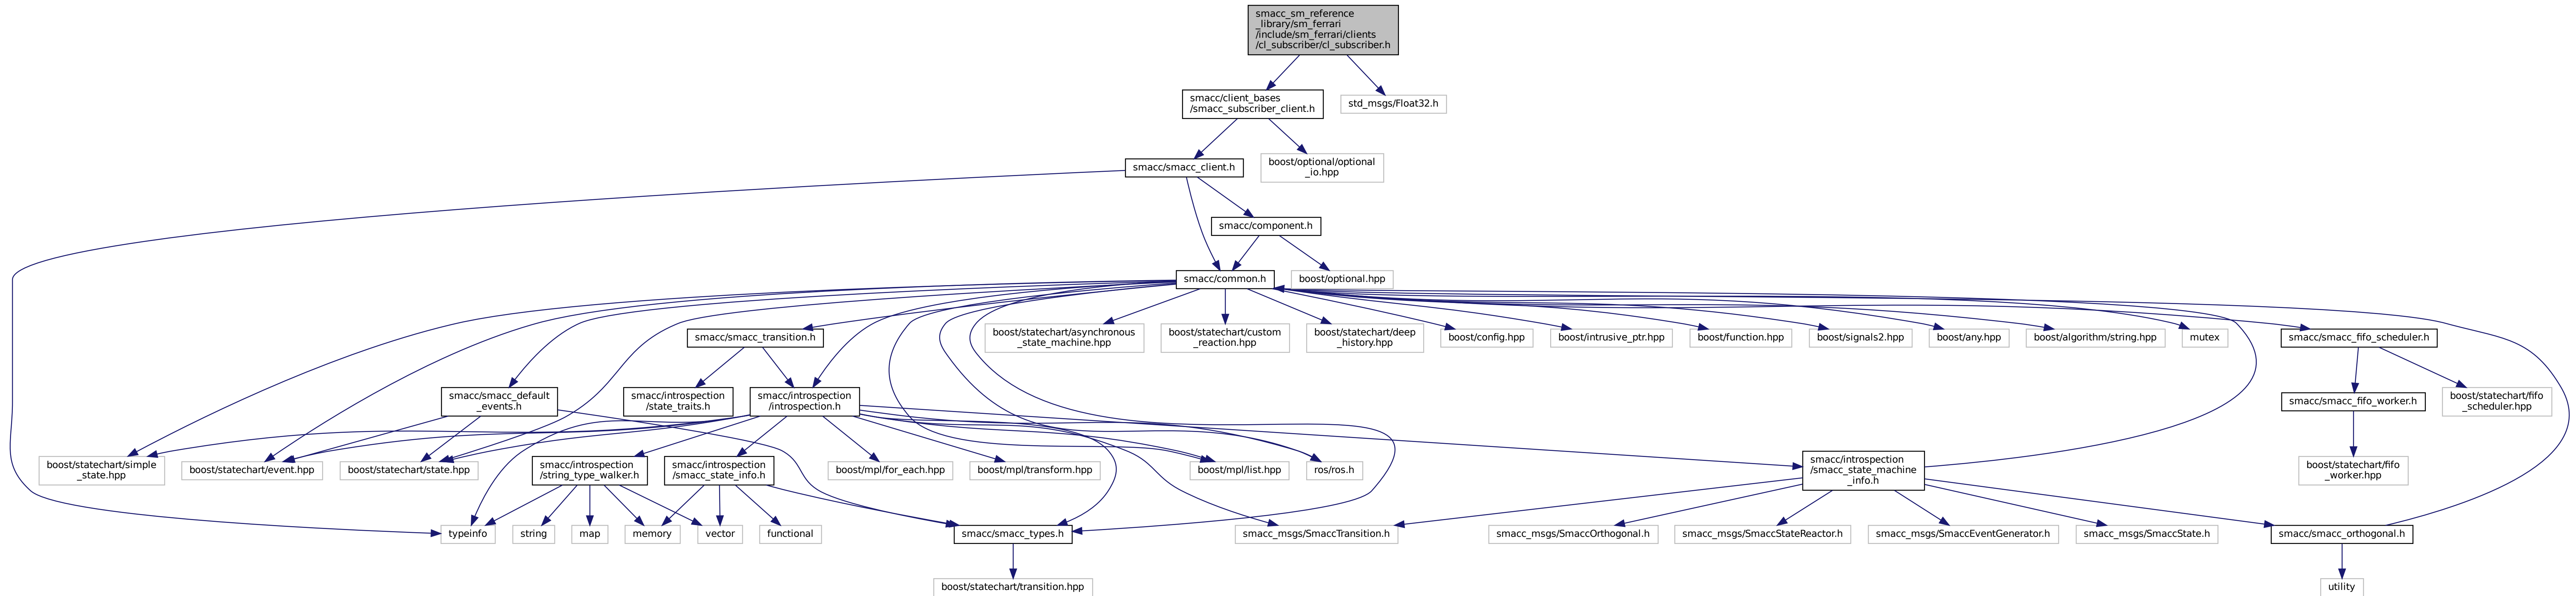 smacc_sm_reference
_library/sm_ferrari
/include/sm_ferrari/clients
/cl_subscriber/cl_subscriber.h
smacc/client_bases
/smacc_subscriber_client.h
std_msgs/Float32.h
smacc/smacc_client.h
boost/optional/optional
_io.hpp
smacc/component.h
smacc/common.h
boost/optional.hpp
smacc/smacc_transition.h
boost/statechart/asynchronous
_state_machine.hpp
boost/statechart/custom
_reaction.hpp
boost/statechart/deep
_history.hpp
boost/config.hpp
boost/intrusive_ptr.hpp
boost/function.hpp
boost/signals2.hpp
boost/any.hpp
boost/algorithm/string.hpp
mutex
smacc/smacc_fifo_scheduler.h
smacc/smacc_default
_events.h
smacc/introspection
/state_traits.h
smacc/introspection
/introspection.h
smacc/smacc_fifo_worker.h
boost/statechart/fifo
_scheduler.hpp
boost/statechart/simple
_state.hpp
boost/statechart/event.hpp
boost/statechart/state.hpp
smacc/introspection
/string_type_walker.h
smacc/introspection
/smacc_state_info.h
boost/mpl/for_each.hpp
boost/mpl/transform.hpp
boost/mpl/list.hpp
ros/ros.h
smacc/introspection
/smacc_state_machine
_info.h
boost/statechart/fifo
_worker.hpp
typeinfo
string
map
memory
vector
functional
smacc/smacc_types.h
smacc_msgs/SmaccTransition.h
smacc_msgs/SmaccOrthogonal.h
smacc_msgs/SmaccStateReactor.h
smacc_msgs/SmaccEventGenerator.h
smacc_msgs/SmaccState.h
smacc/smacc_orthogonal.h
boost/statechart/transition.hpp
utility